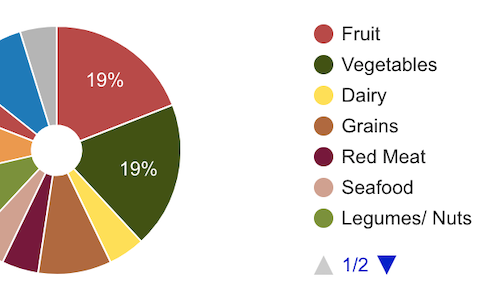 19%
19%
Fruit
Vegetables
Dairy
Grains
Red Meat
Seafood
Legumes/ Nuts
1/2